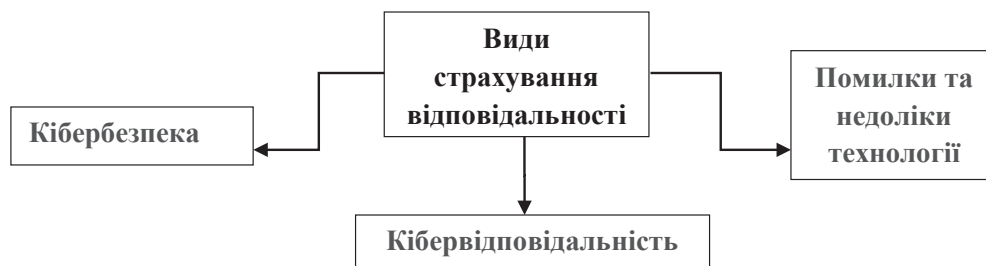 Види
страхування
відповідальності
Кібербезпека
Помилки та
недоліки
технології
Кібервідповідальність